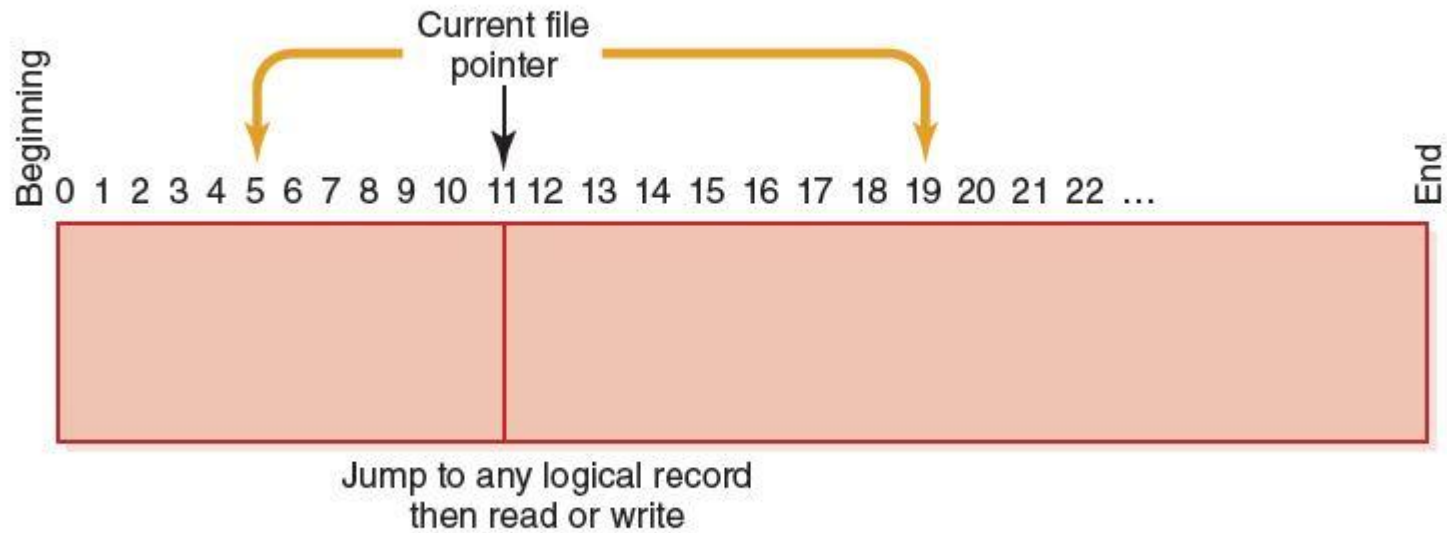 Current file
pointer
Beginning
0 1 2 3 4 5 6 7 8 9 10 11 12 13 14 15 16 17 18 19 20 21 22 ...
End
Jump to any logical record
then read or write